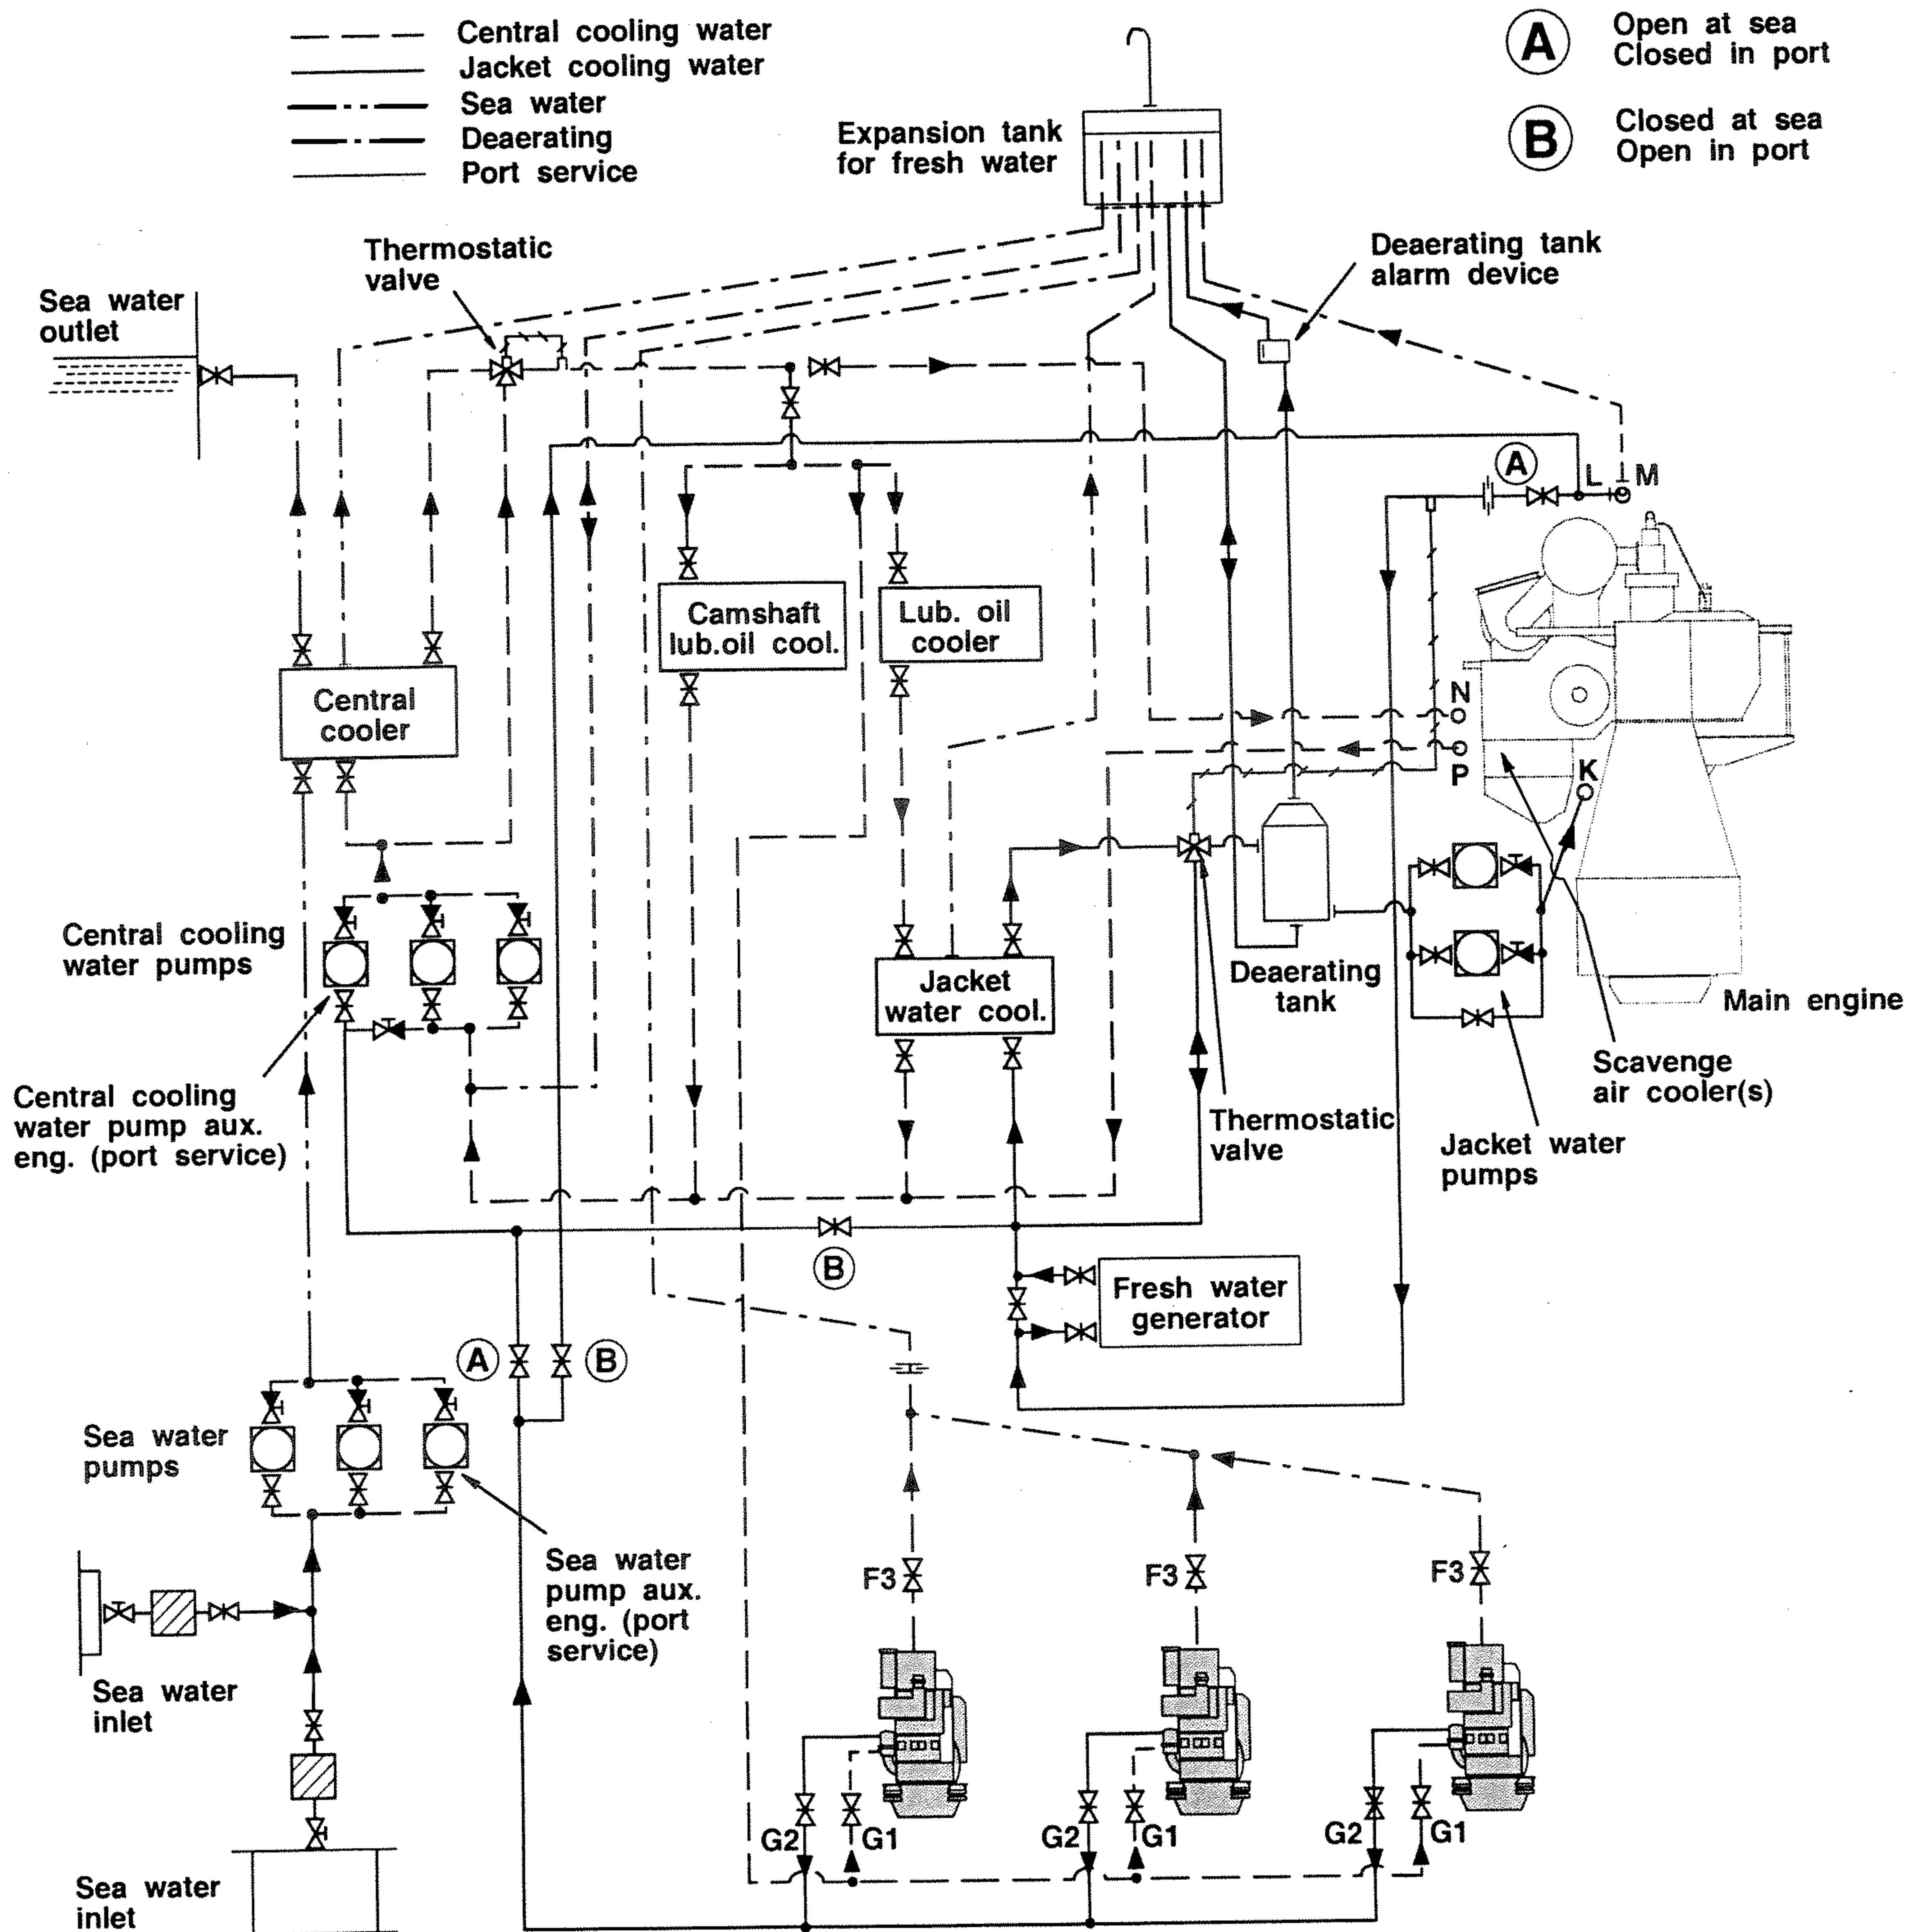 Central cooling water
Jacket cooling water
Sea water
Deaerating
Port service
A
Open at sea
Closed in port
B
Closed at sea
Open in port
Expansion tank
for fresh water
Thermostatic
valve
Deaerating tank
alarm device
Sea water
outlet
A
L
M
Camshaft
lub.oil cool.
Lub. oil
cooler
Central
cooler
N
P
K
Central cooling
water pumps
Jacket
water cool.
Deaerating
tank
Main engine
Scavenge
air cooler(s)
Central cooling
water pump aux.
eng. (port service)
Thermostatic
valve
Jacket water
pumps
B
Fresh water
generator
A
B
Sea water
pumps
Sea water
pump aux.
eng. (port
service)
F3
F3
F3
Sea water
inlet
G2
G1
G2
G1
G2
G1
Sea water
inlet